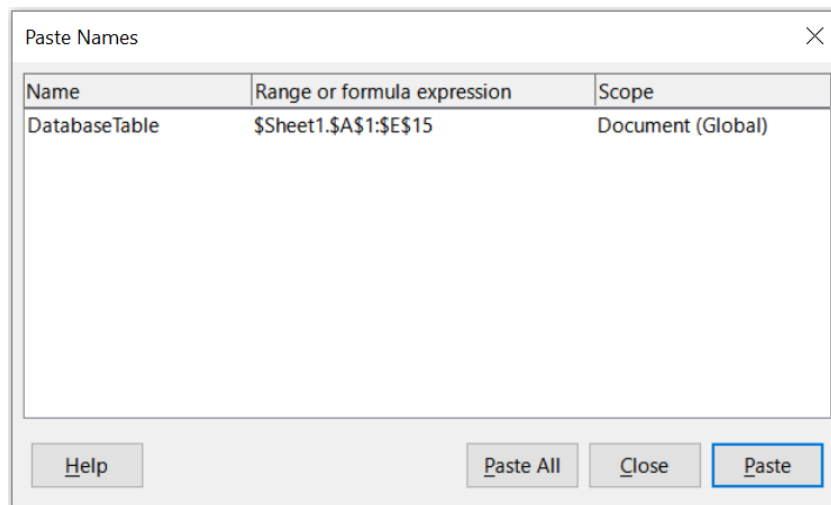 Paste Names
Name Range or formula expression Scope
DatabaseTable $Sheet1.$A$1:$E$15 Document (Global)
Help Paste All Close Paste